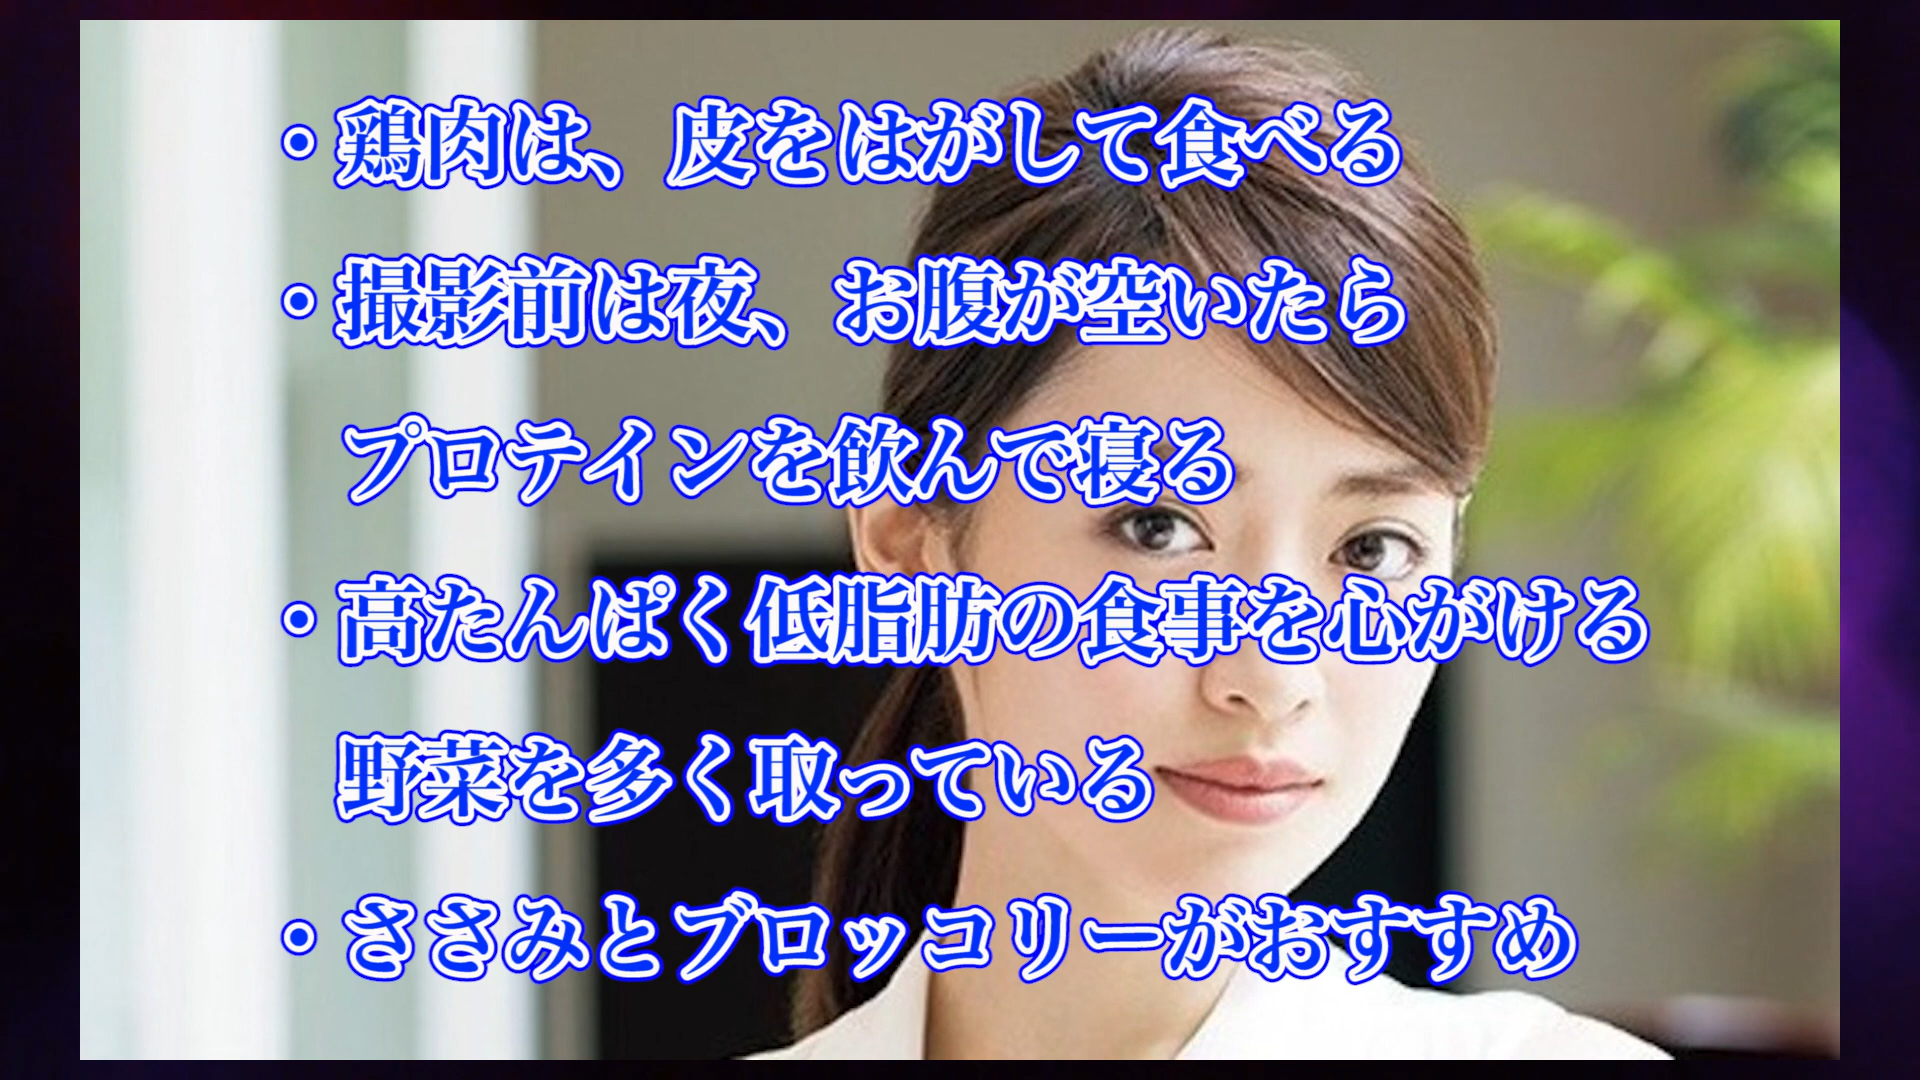 ・鶏肉は、皮をはがして食べる
・撮影前は夜、お腹が空いたら
プロテインを飲んで寝る
・高たんぱく低脂肪の食事を心がける
野菜を多く取っている
・ささみとブロッコリーがおすすめ